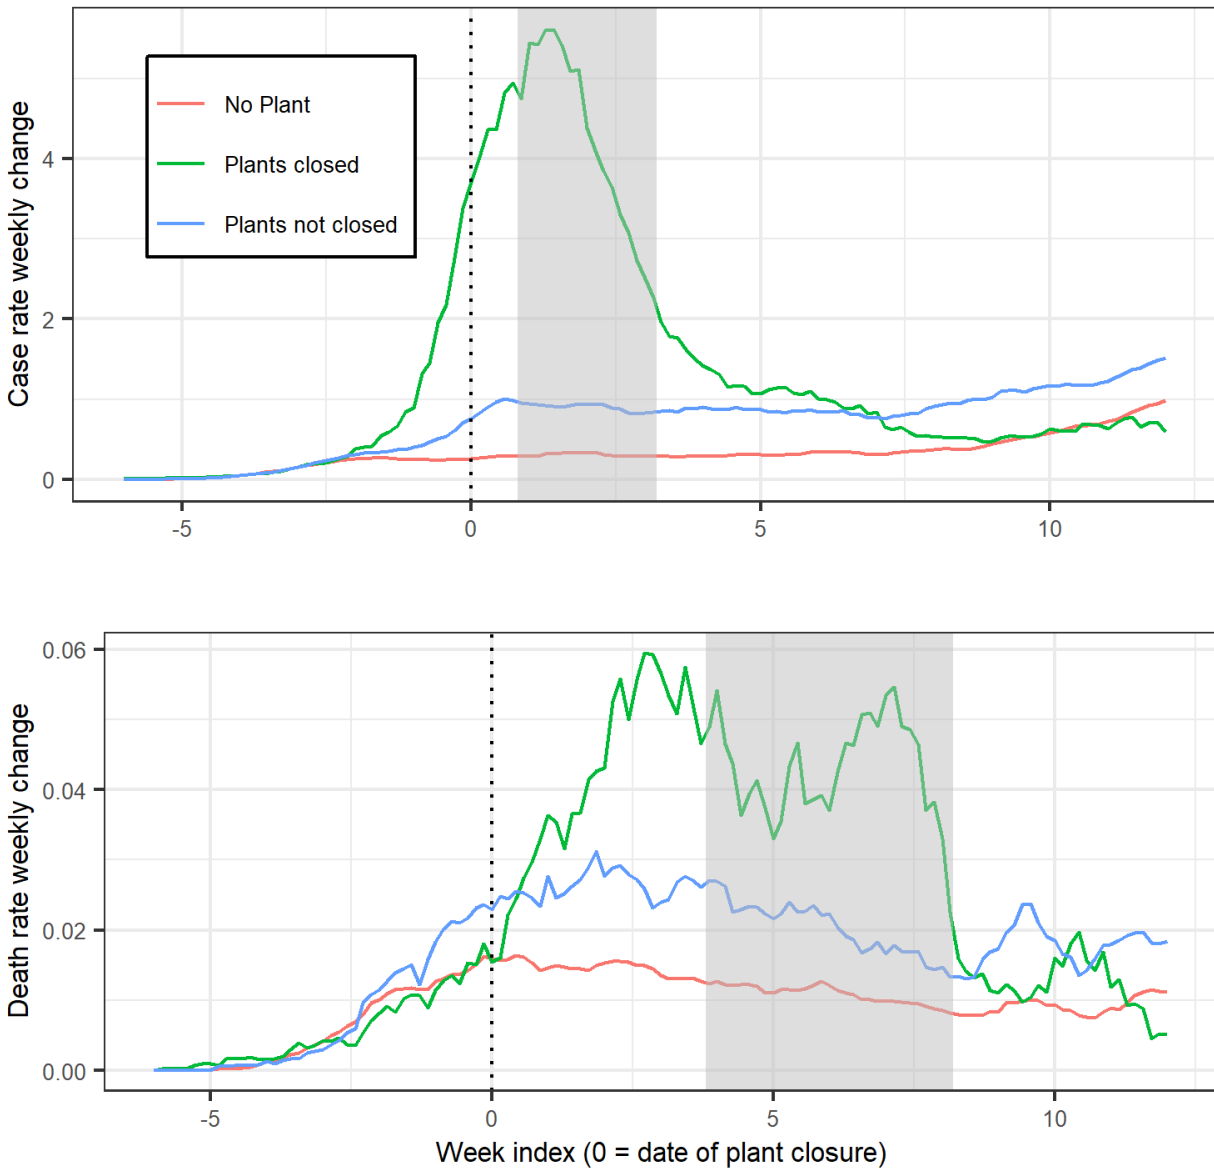 Case rate weekly change
4
2
0
No Plant
Plants closed
Plants not closed
-5
0
5
10
Death rate weekly change
0.06
0.04
0.02
0.00
-5
0
5
10
Week index (0 = date of plant closure)